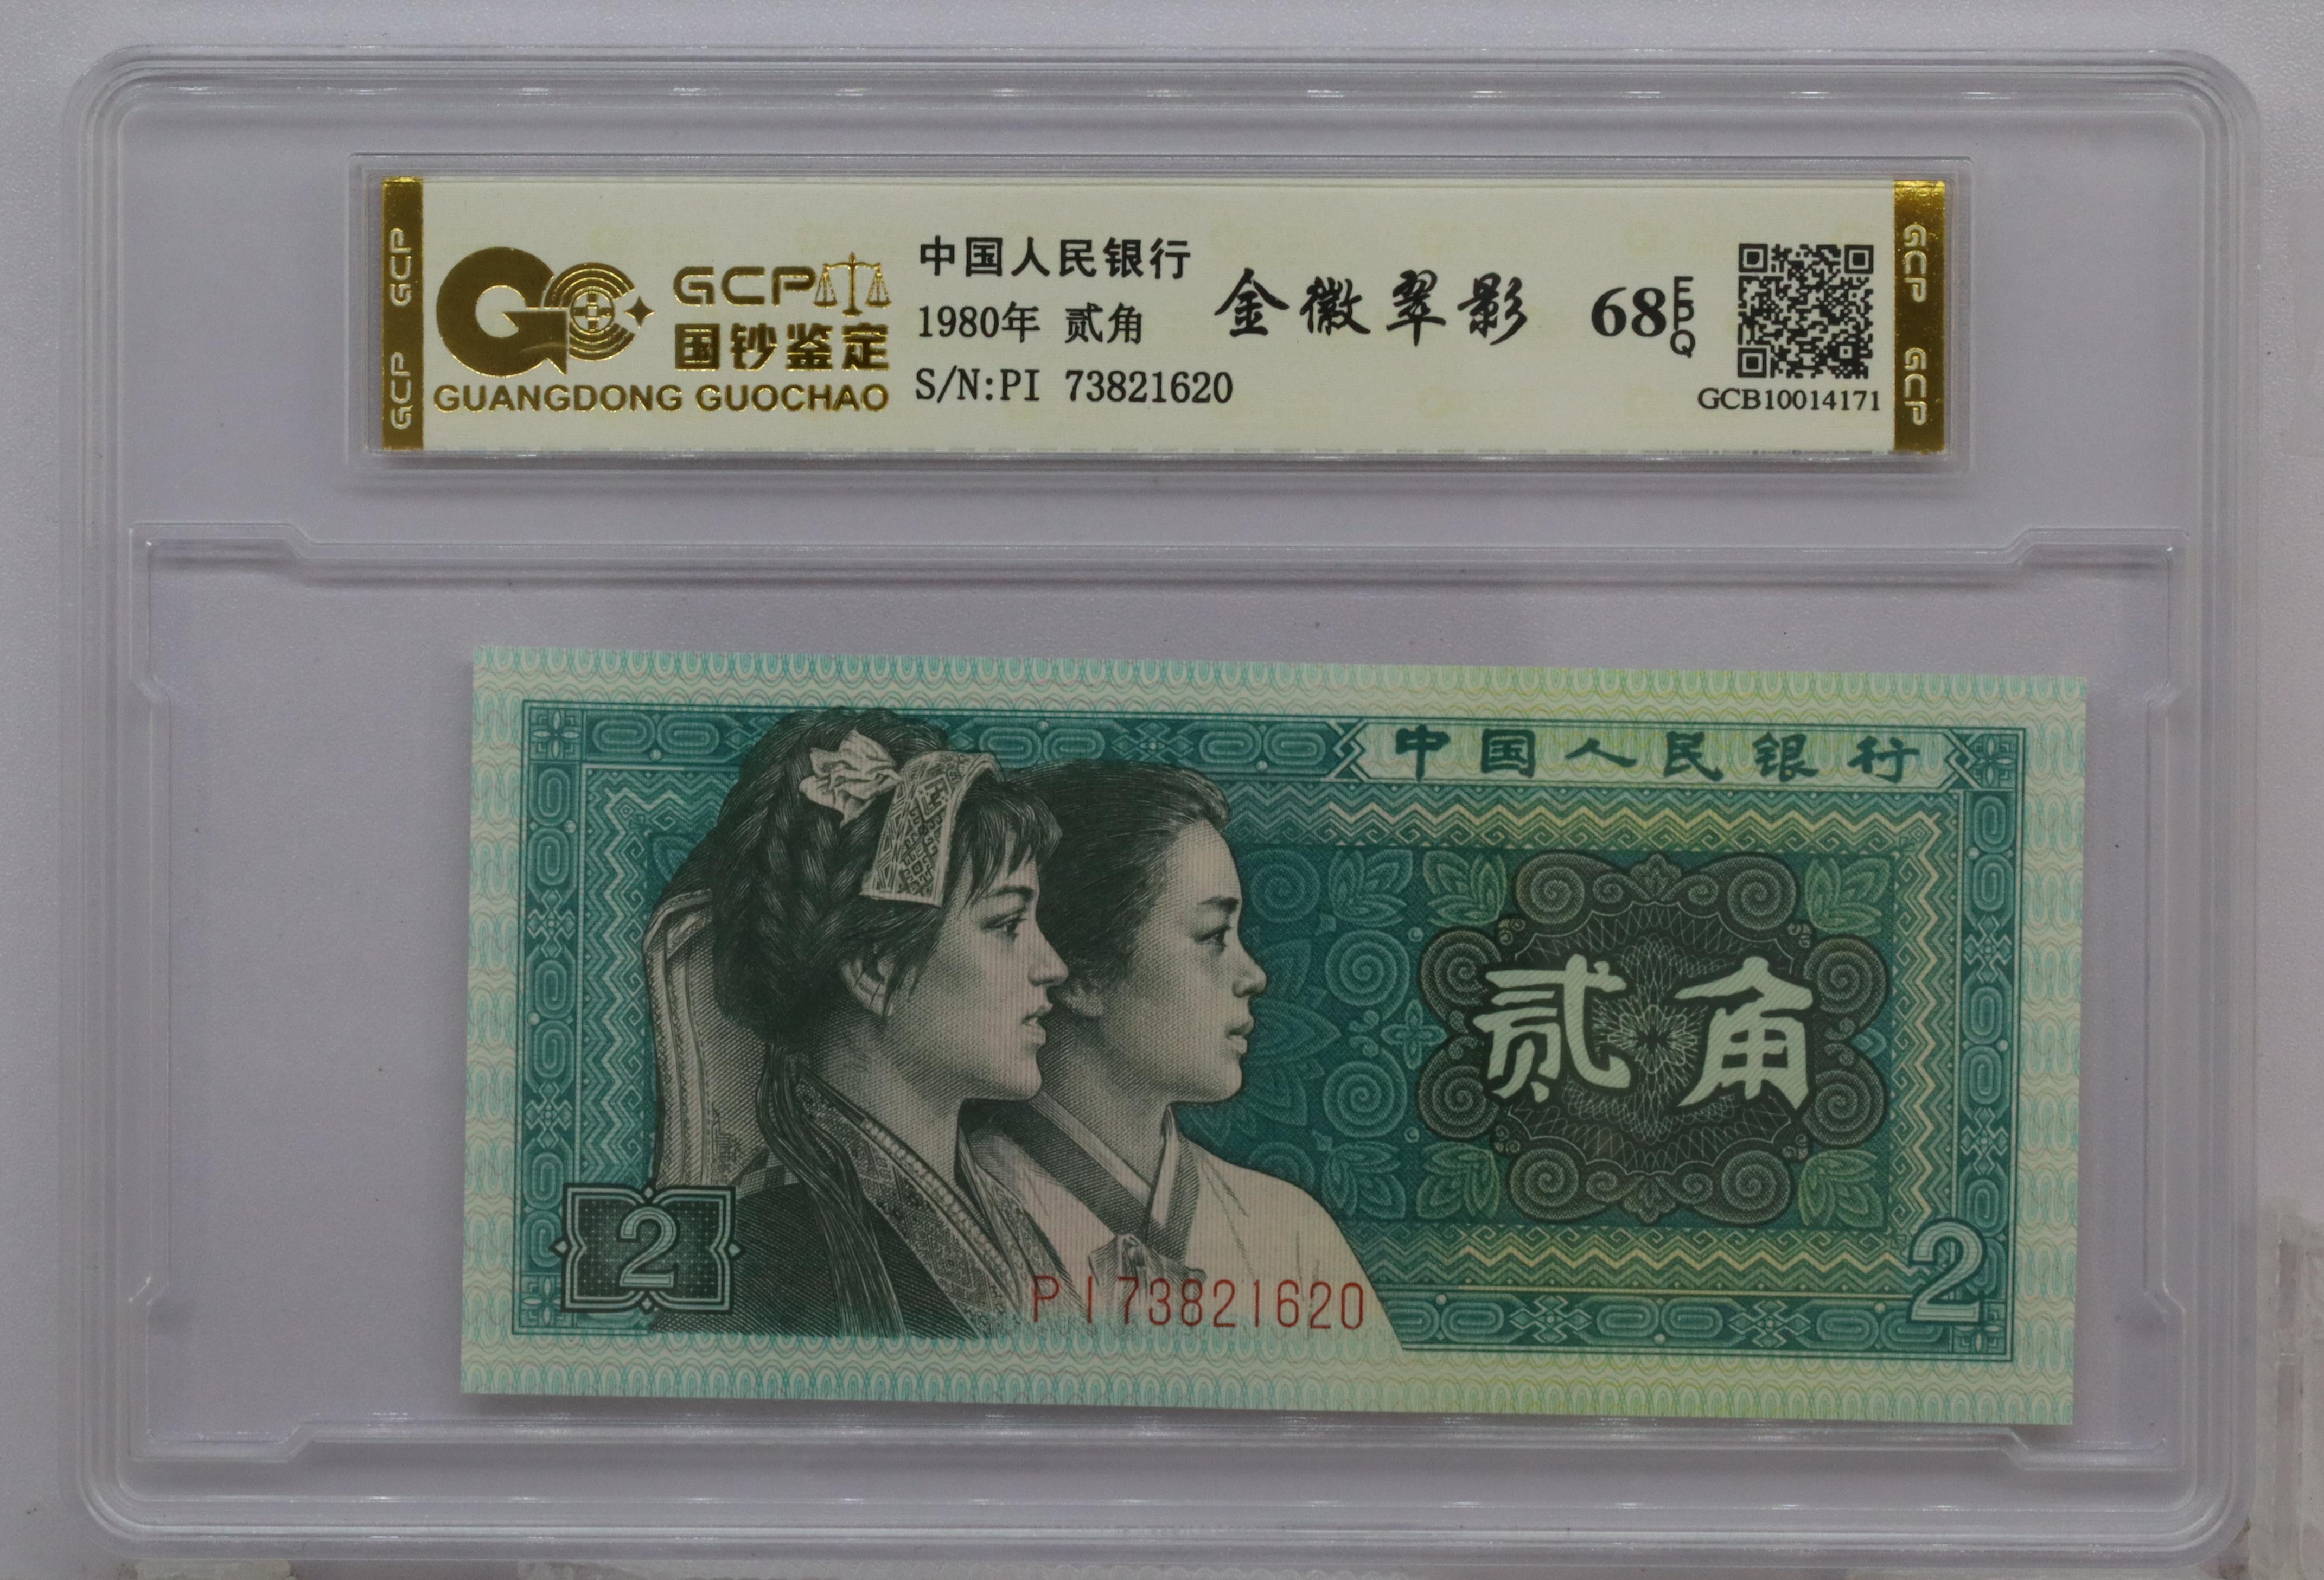 GCP GCP
GCP
国钞鉴定
GUANGDONG GUOCHAO
中国人民银行
1980年 贰角
S/N:PI 73821620
金徽翠影
68 EPQ
GCB10014171
GCP GCP
中国人民银行
贰角
2
PI73821620
2